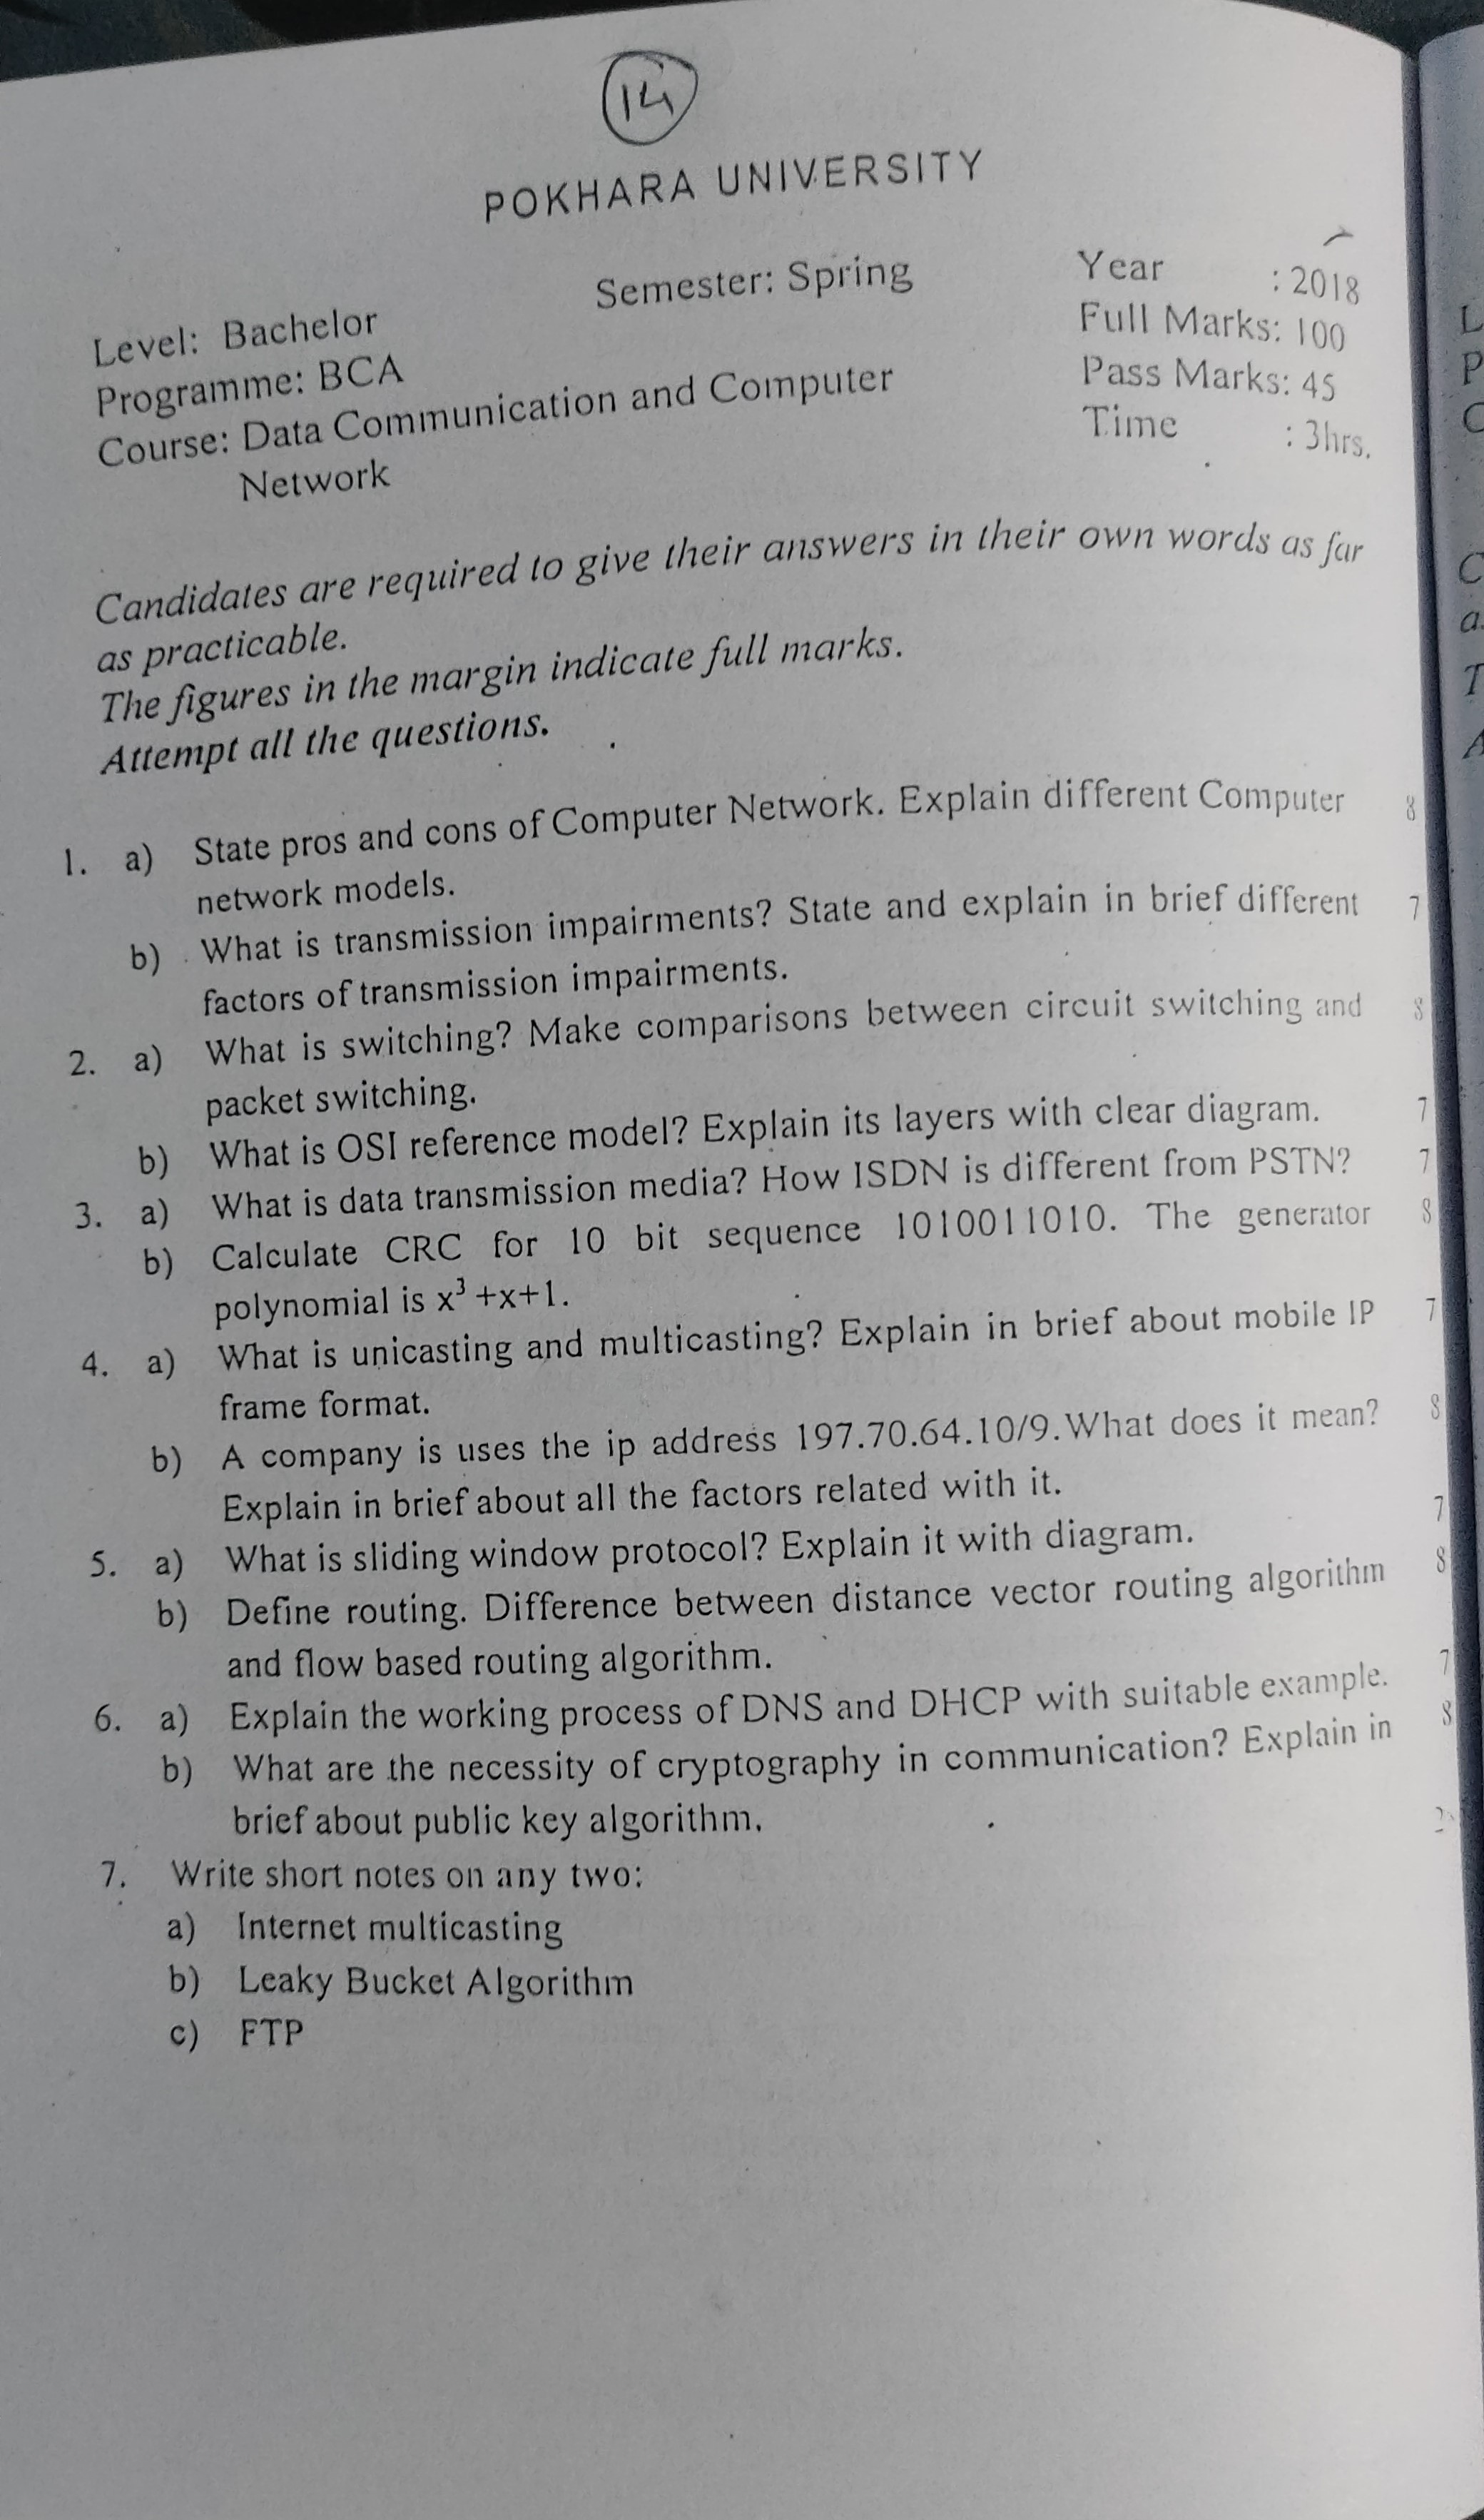 14
POKHARA UNIVERSITY
Level: Bachelor Semester: Spring Year : 2018
Programme: BCA Full Marks: 100
Course: Data Communication and Computer Pass Marks: 45
Network Time : 3hrs.
Candidates are required to give their answers in their own words as far
as practicable.
The figures in the margin indicate full marks.
Attempt all the questions.
1. a) State pros and cons of Computer Network. Explain different Computer 8
network models.
b) What is transmission impairments? State and explain in brief different 7
factors of transmission impairments.
2. a) What is switching? Make comparisons between circuit switching and 8
packet switching.
b) What is OSI reference model? Explain its layers with clear diagram. 7
3. a) What is data transmission media? How ISDN is different from PSTN? 7
b) Calculate CRC for 10 bit sequence 1010011010. The generator 8
polynomial is x³ +x+1.
4. a) What is unicasting and multicasting? Explain in brief about mobile IP 7
frame format.
b) A company is uses the ip address 197.70.64.10/9.What does it mean? 8
Explain in brief about all the factors related with it.
5. a) What is sliding window protocol? Explain it with diagram. 7
b) Define routing. Difference between distance vector routing algorithm 8
and flow based routing algorithm.
6. a) Explain the working process of DNS and DHCP with suitable example. 7
b) What are the necessity of cryptography in communication? Explain in 8
brief about public key algorithm.
7. Write short notes on any two:
a) Internet multicasting
b) Leaky Bucket Algorithm
c) FTP